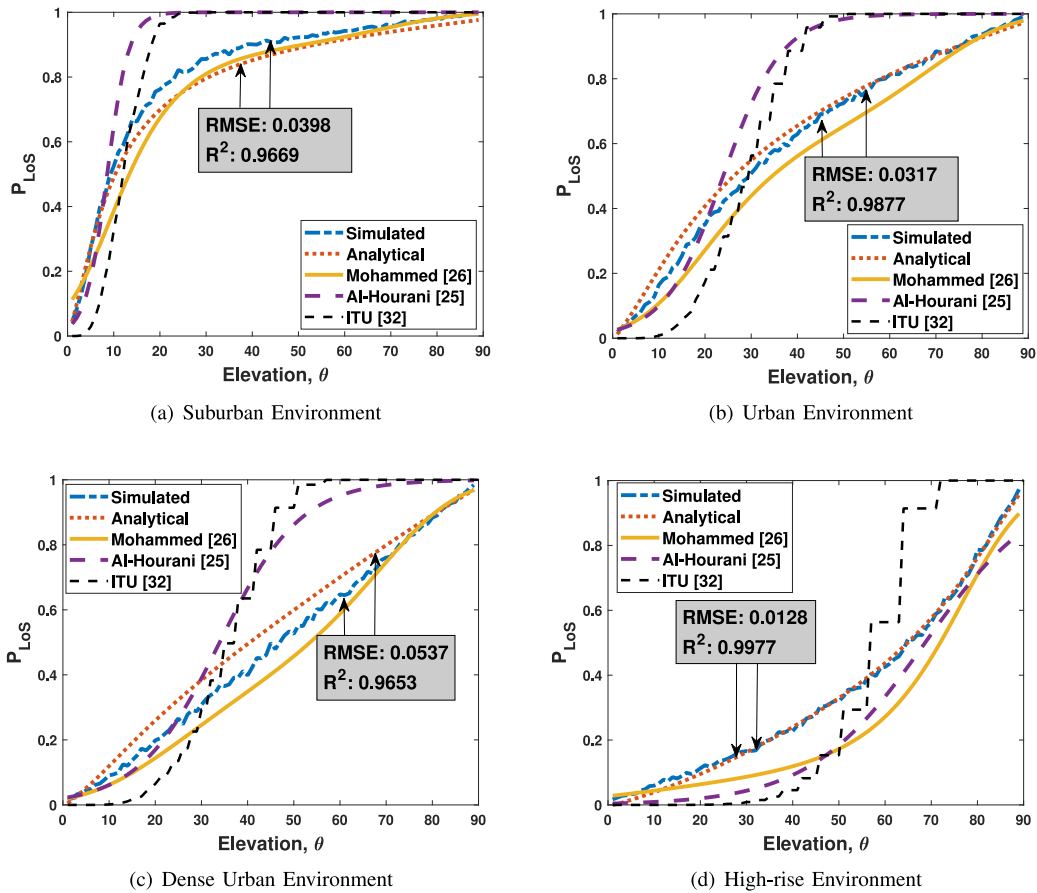 1
0.8
0.6
0.4
0.2
0
P_LoS
RMSE: 0.0398
R²: 0.9669
Simulated
Analytical
Mohammed [26]
Al-Hourani [25]
ITU [32]
0 10 20 30 40 50 60 70 80 90
Elevation, θ
(a) Suburban Environment
1
0.8
0.6
0.4
0.2
0
P_LoS
RMSE: 0.0317
R²: 0.9877
Simulated
Analytical
Mohammed [26]
Al-Hourani [25]
ITU [32]
0 10 20 30 40 50 60 70 80 90
Elevation, θ
(b) Urban Environment
1
0.8
0.6
0.4
0.2
0
P_LoS
Simulated
Analytical
Mohammed [26]
Al-Hourani [25]
ITU [32]
RMSE: 0.0537
R²: 0.9653
0 10 20 30 40 50 60 70 80 90
Elevation, θ
(c) Dense Urban Environment
1
0.8
0.6
0.4
0.2
0
P_LoS
Simulated
Analytical
Mohammed [26]
Al-Hourani [25]
ITU [32]
RMSE: 0.0128
R²: 0.9977
0 10 20 30 40 50 60 70 80 90
Elevation, θ
(d) High-rise Environment